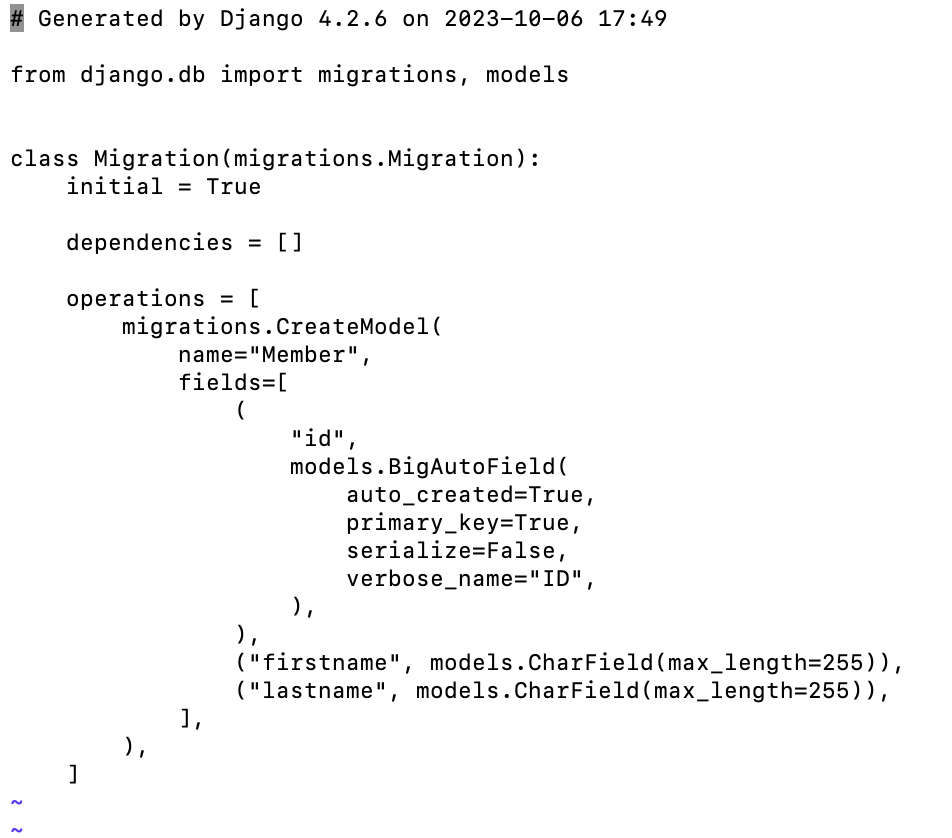 # Generated by Django 4.2.6 on 2023-10-06 17:49

from django.db import migrations, models


class Migration(migrations.Migration):
    initial = True

    dependencies = []

    operations = [
        migrations.CreateModel(
            name="Member",
            fields=[
                (
                    "id",
                    models.BigAutoField(
                        auto_created=True,
                        primary_key=True,
                        serialize=False,
                        verbose_name="ID",
                    ),
                ),
                ("firstname", models.CharField(max_length=255)),
                ("lastname", models.CharField(max_length=255)),
            ],
        ),
    ]
~
~